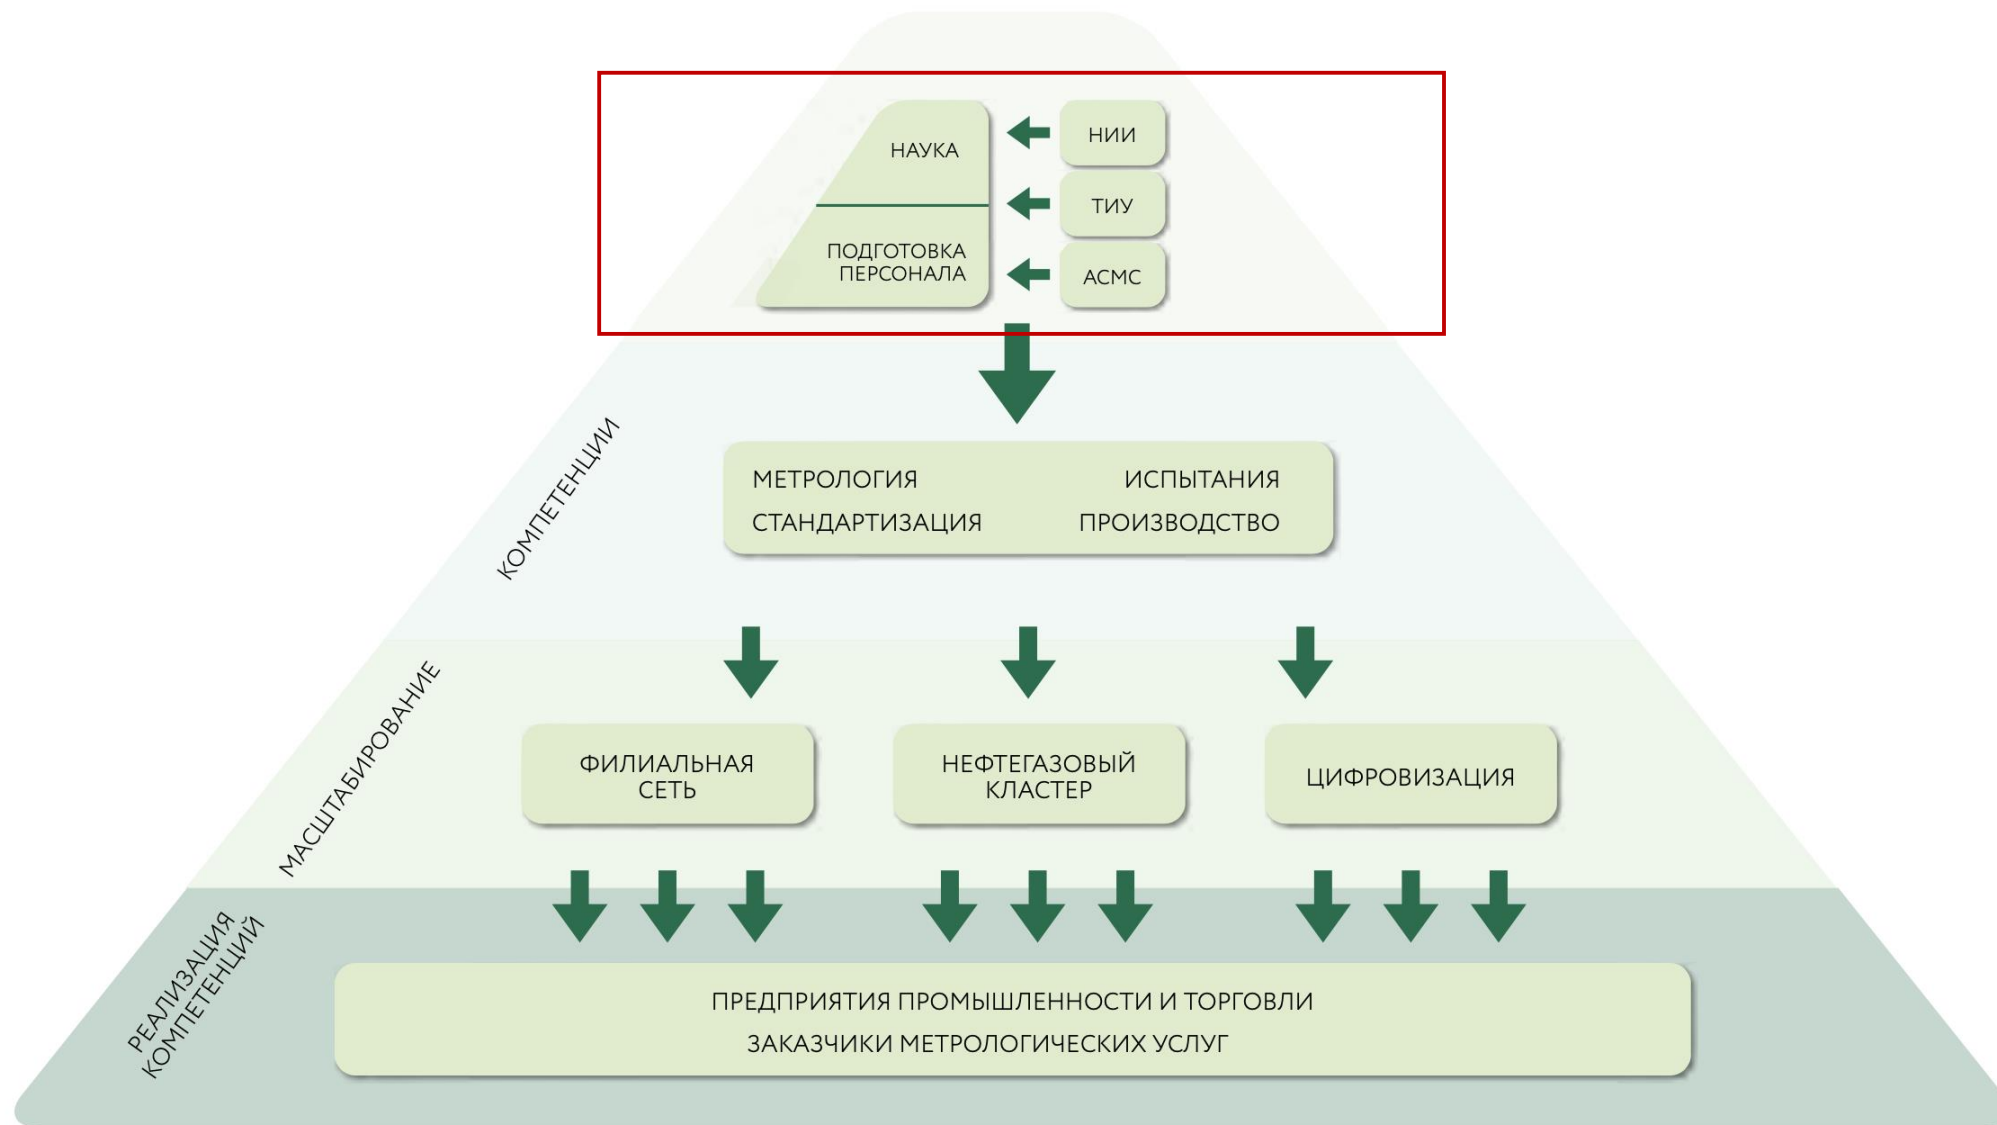 НАУКА
ПОДГОТОВКА
ПЕРСОНАЛА
НИИ
ТИУ
АСМС
КОМПЕТЕНЦИИ
МЕТРОЛОГИЯ
ИСПЫТАНИЯ
СТАНДАРТИЗАЦИЯ
ПРОИЗВОДСТВО
МАСШТАБИРОВАНИЕ
ФИЛИАЛЬНАЯ
СЕТЬ
НЕФТЕГАЗОВЫЙ
КЛАСТЕР
ЦИФРОВИЗАЦИЯ
РЕАЛИЗАЦИЯ
КОМПЕТЕНЦИЙ
ПРЕДПРИЯТИЯ ПРОМЫШЛЕННОСТИ И ТОРГОВЛИ
ЗАКАЗЧИКИ МЕТРОЛОГИЧЕСКИХ УСЛУГ